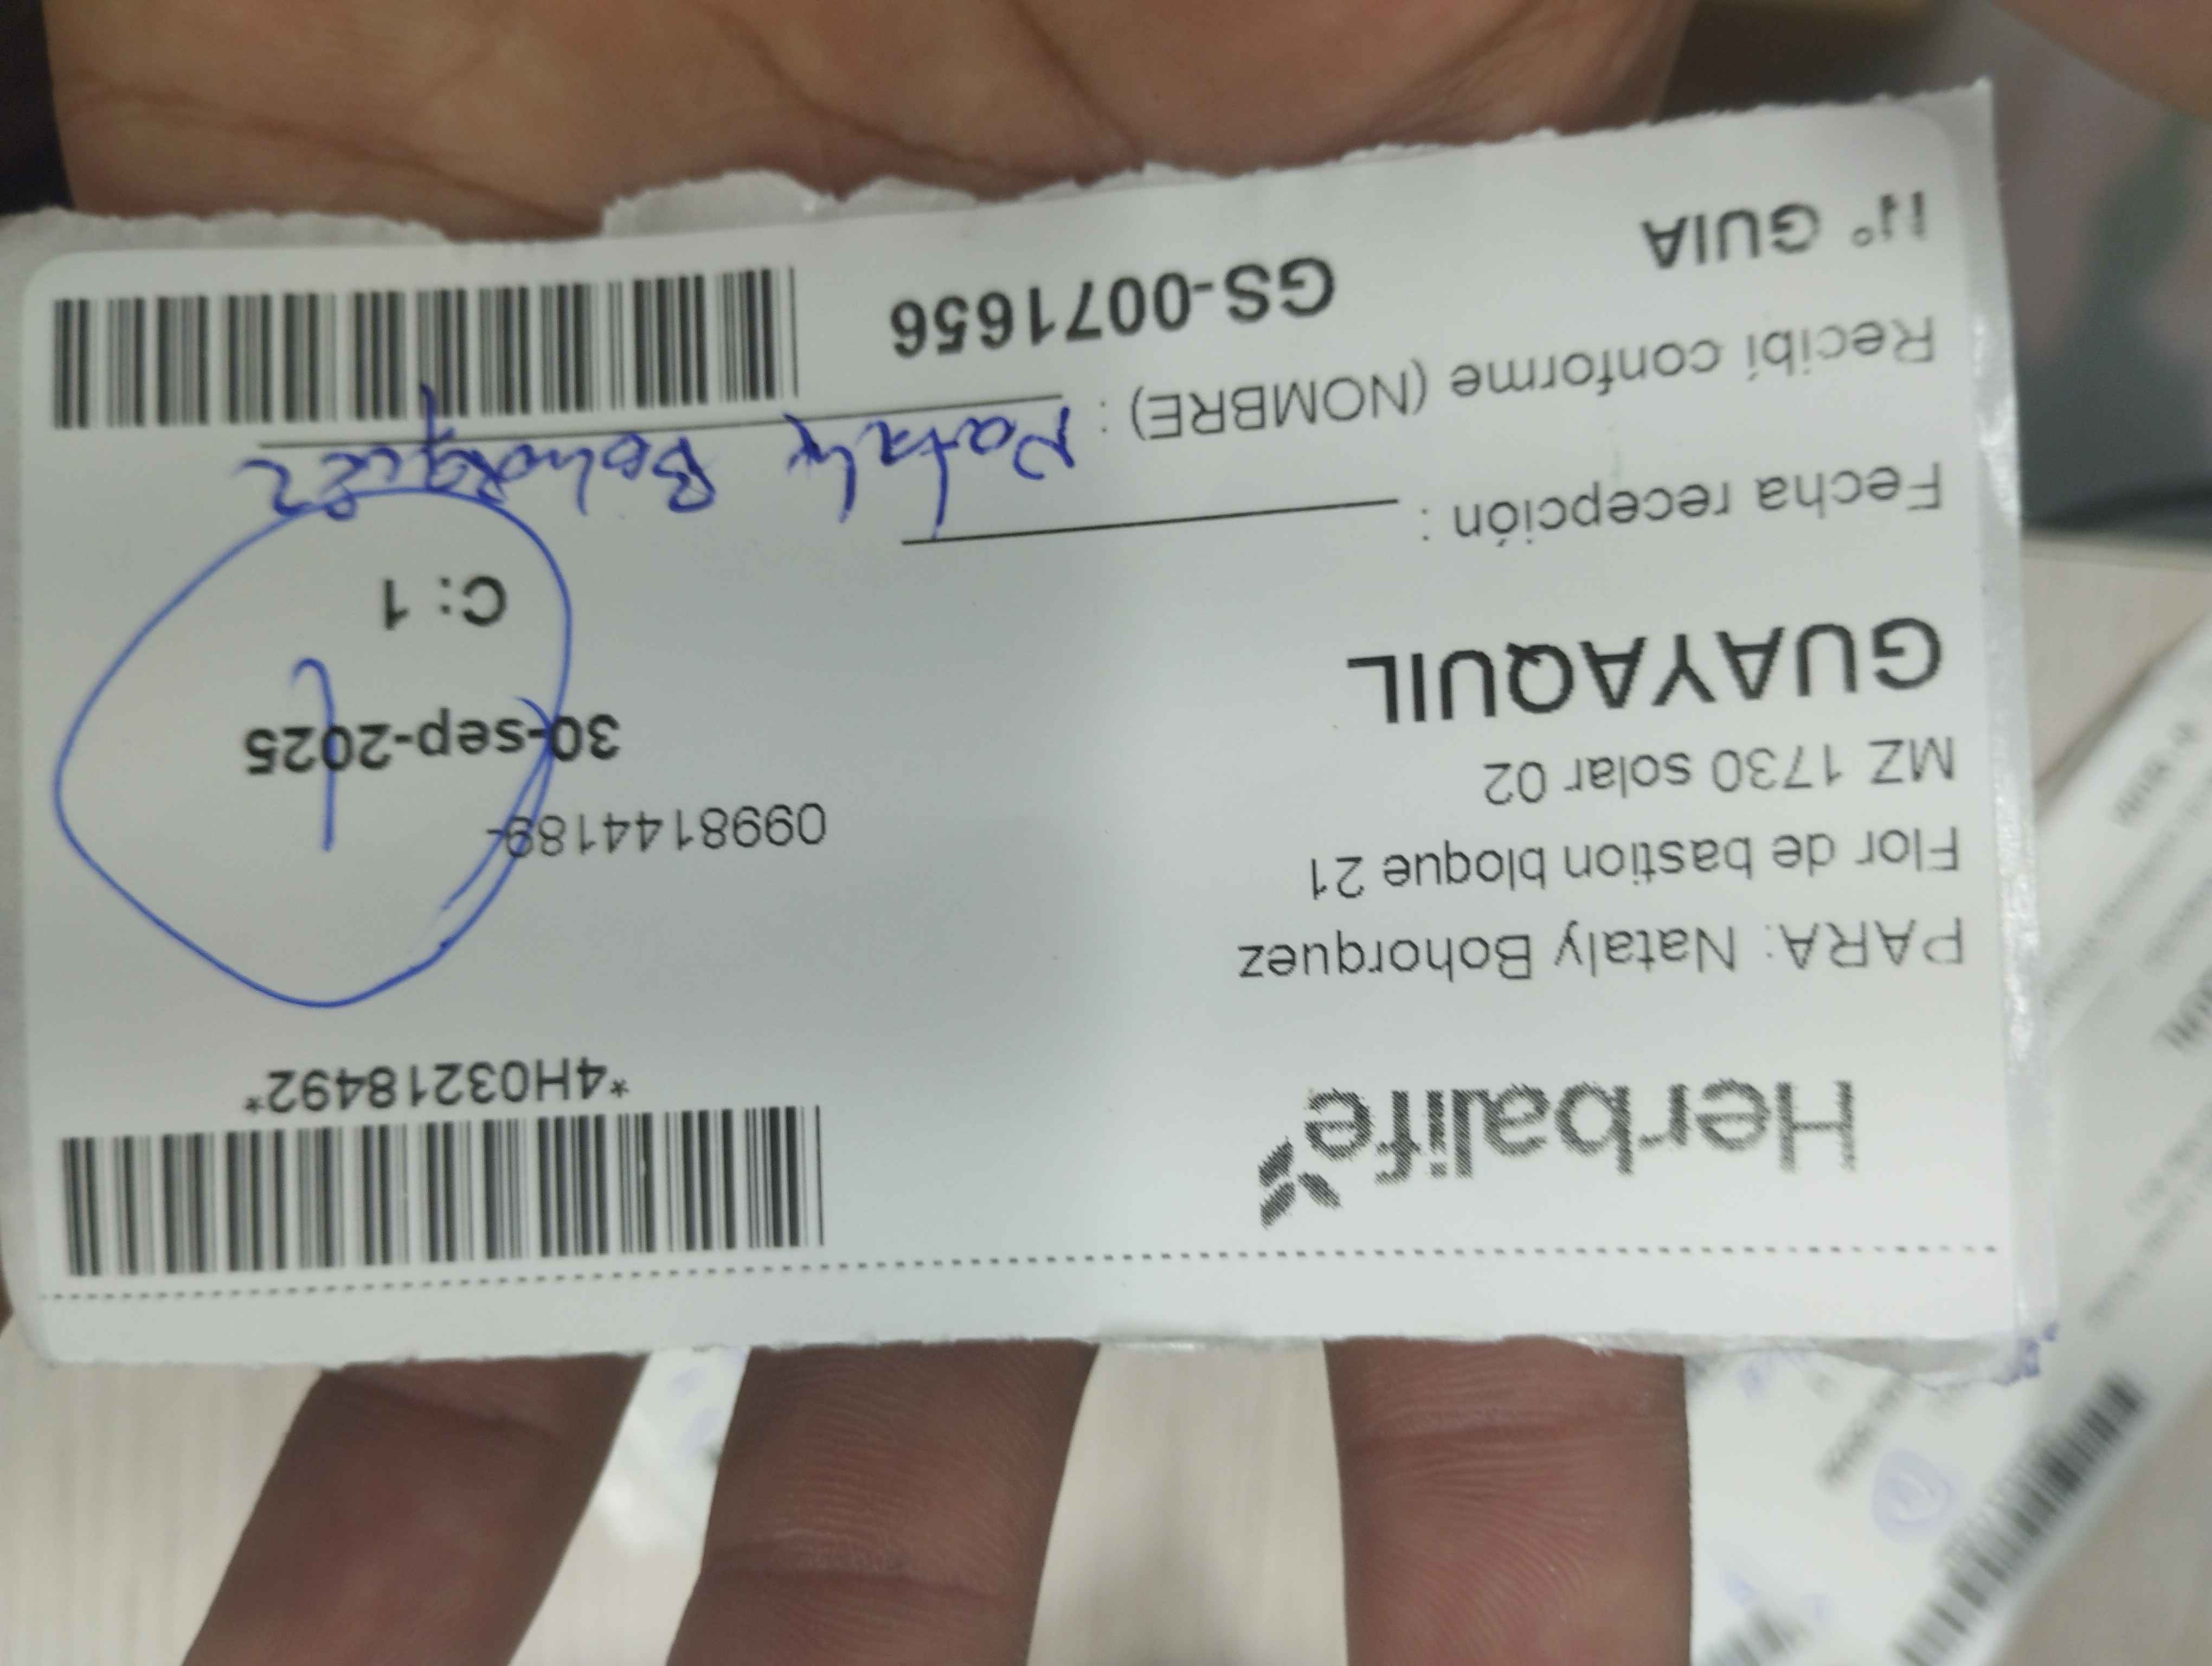 Herbalife
*4H03218492*
PARA: Nataly Bohorquez
Flor de bastion bloque 21
0998144189-
MZ 1730 solar 02
30-sep-2025
GUAYAQUIL
C: 1
Fecha recepción :
Recibí conforme (NOMBRE) : Nataly Bohorquez
N° GUIA
GS-0071656